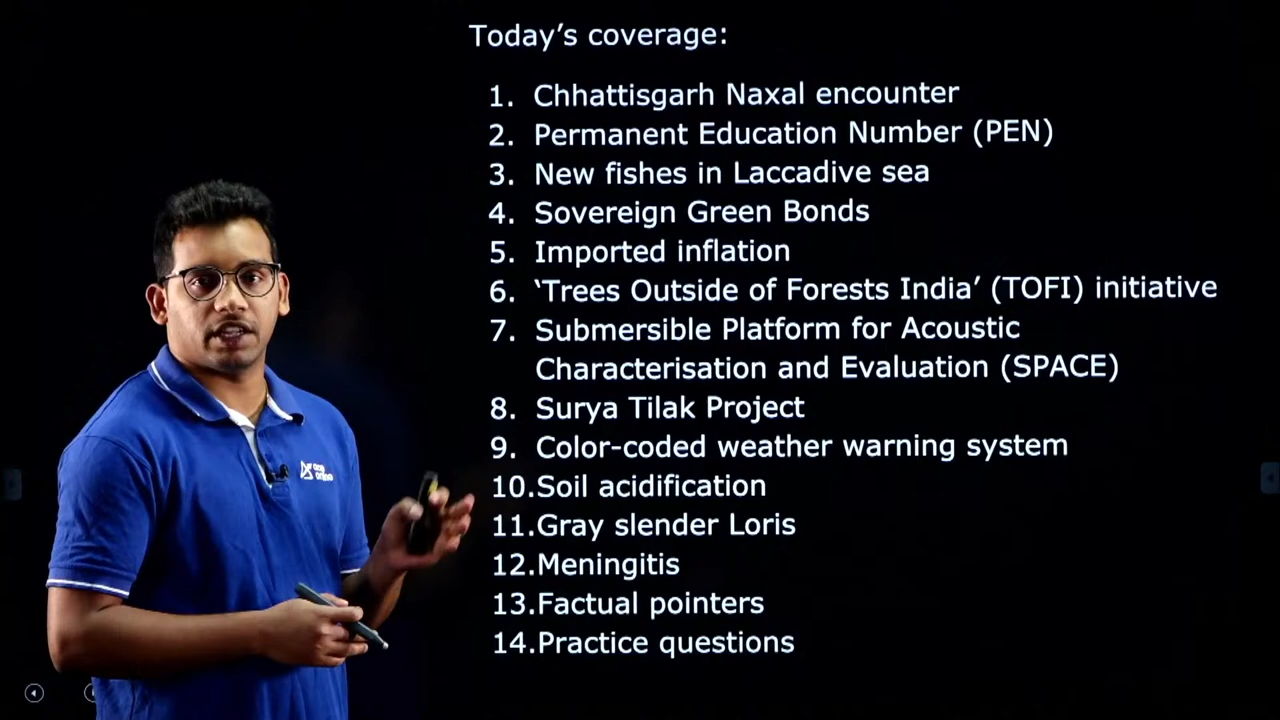 Today's coverage:
1. Chhattisgarh Naxal encounter
2. Permanent Education Number (PEN)
3. New fishes in Laccadive sea
4. Sovereign Green Bonds
5. Imported inflation
6. ‘Trees Outside of Forests India’ (TOFI) initiative
7. Submersible Platform for Acoustic
Characterisation and Evaluation (SPACE)
8. Surya Tilak Project
9. Color-coded weather warning system
10.Soil acidification
11.Gray slender Loris
12.Meningitis
13.Factual pointers
14.Practice questions
ace
online